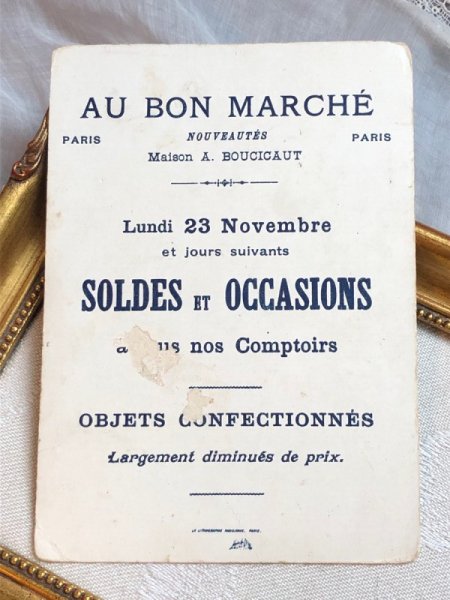 AU BON MARCHÉ
PARIS NOUVEAUTÉS PARIS
Maison A. BOUCICAUT
Lundi 23 Novembre
et jours suivants
SOLDES ET OCCASIONS
nos Comptoirs
OBJETS CONFECTIONNÉS
Largement diminués de prix.
PARIS.